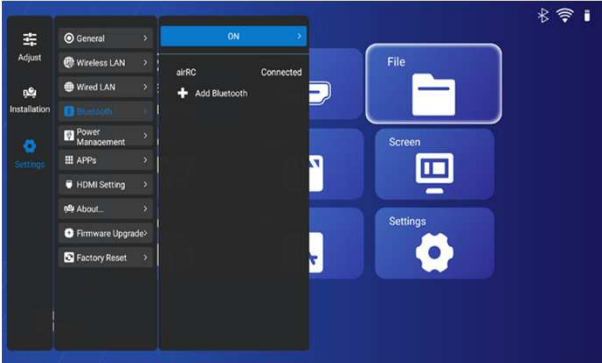 Adjust
Installation
Settings
General
Wireless LAN
Wired LAN
Bluetooth
Power
Management
APPs
HDMI Setting
About...
Firmware Upgrade
Factory Reset
ON
airRC Connected
Add Bluetooth
File
Screen
Settings